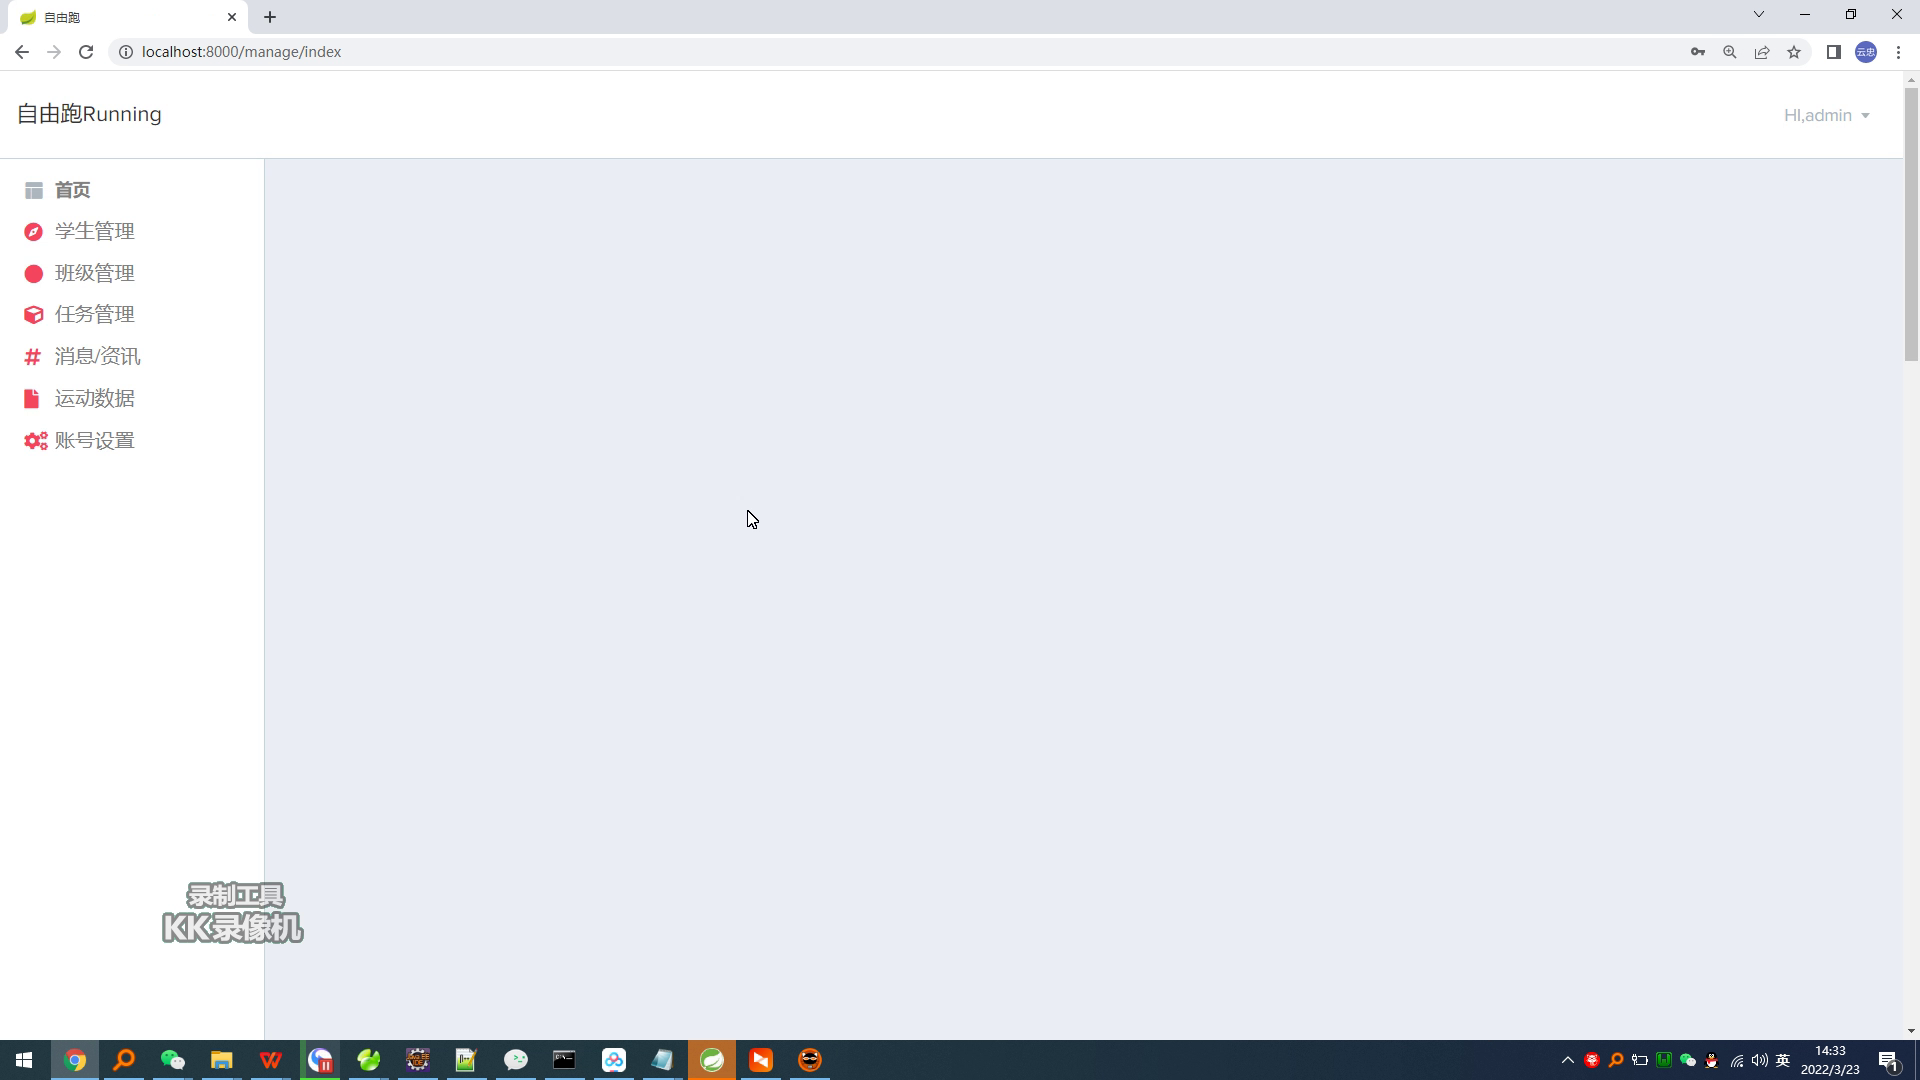 自由跑
localhost:8000/manage/index
云忠
自由跑Running
HI,admin
首页
学生管理
班级管理
任务管理
消息/资讯
运动数据
账号设置
录制工具
KK录像机
英
14:33
2022/3/23
1